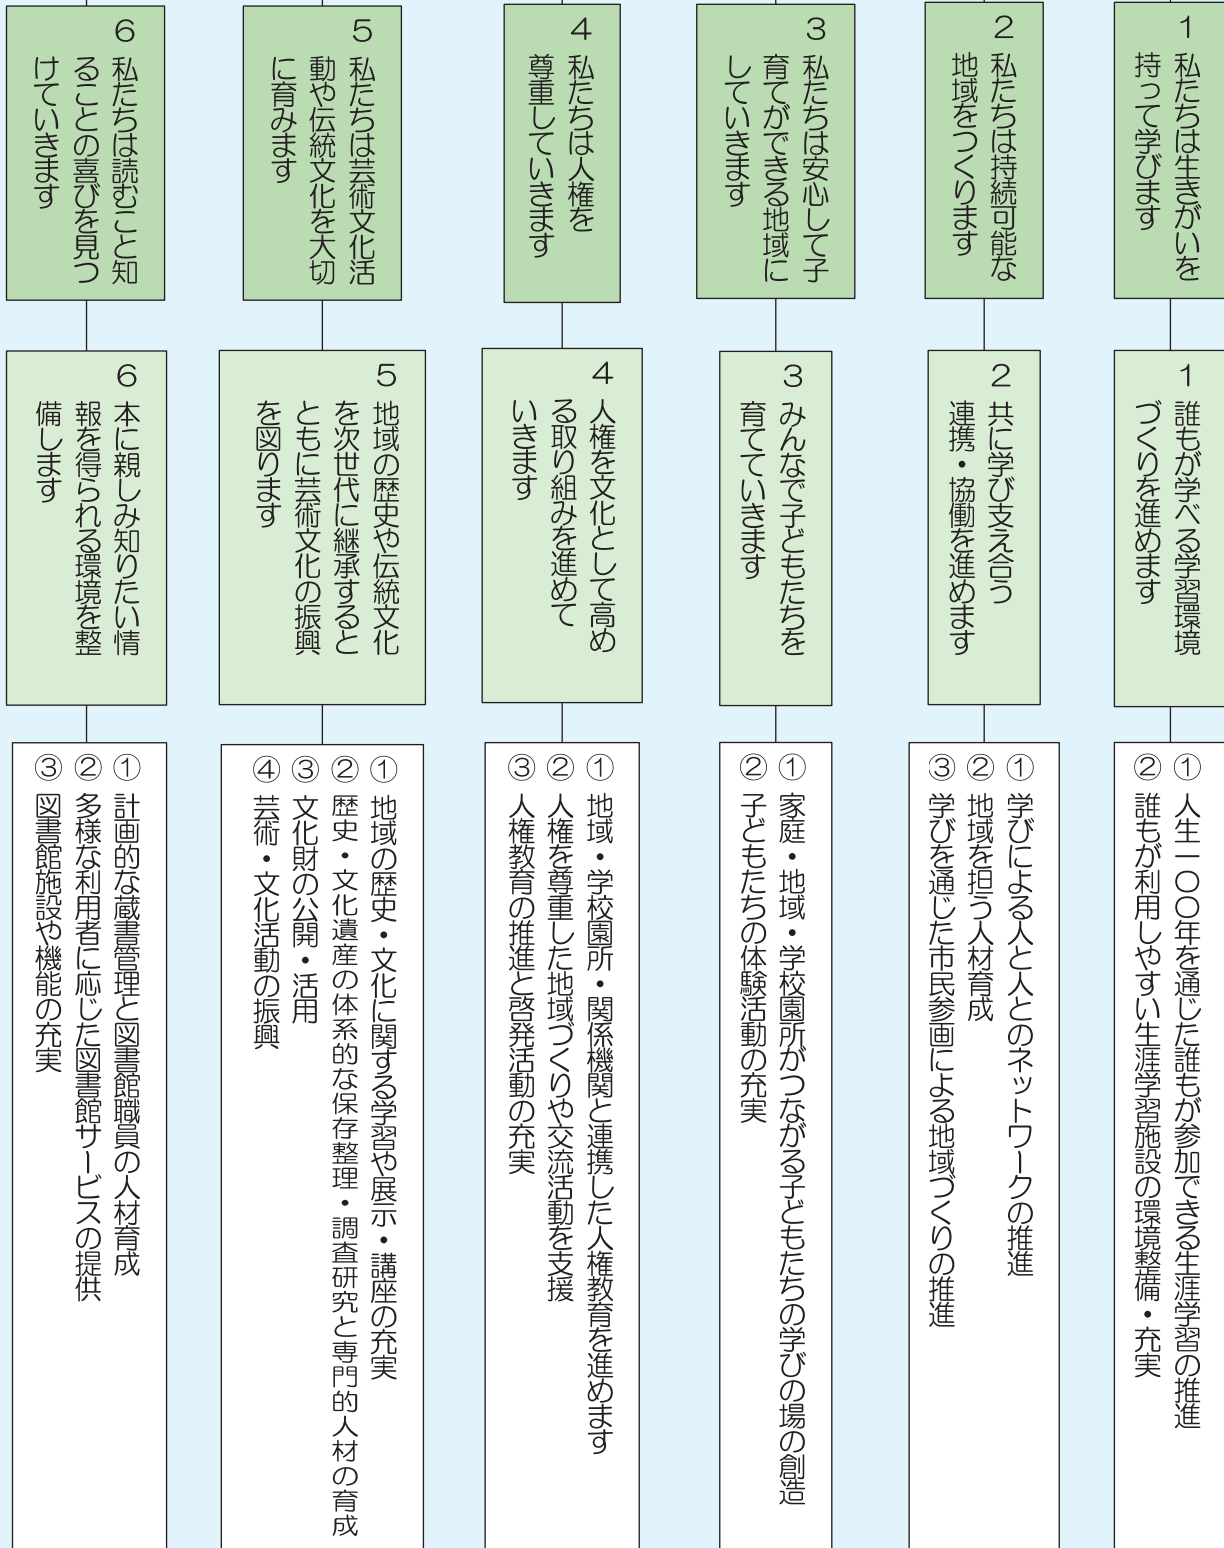 1
私たちは生きがいを
持って学びます
1
誰もが学べる学習環境
づくりを進めます
① 人生一〇〇年を通じた誰もが参加できる生涯学習の推進
② 誰もが利用しやすい生涯学習施設の環境整備・充実
2
私たちは持続可能な
地域をつくります
2
共に学び支え合う
連携・協働を進めます
① 学びによる人と人とのネットワークの推進
② 地域を担う人材育成
③ 学びを通じた市民参画による地域づくりの推進
3
私たちは安心して子
育てができる地域に
していきます
3
みんなで子どもたちを
育てていきます
① 家庭・地域・学校園所がつながる子どもたちの学びの場の創造
② 子どもたちの体験活動の充実
4
私たちは人権を
尊重していきます
4
人権を文化として高め
る取り組みを進めて
いきます
① 地域・学校園所・関係機関と連携した人権教育を進めます
② 人権を尊重した地域づくりや交流活動を支援
③ 人権教育の推進と啓発活動の充実
5
私たちは芸術文化活
動や伝統文化を大切
に育みます
5
地域の歴史や伝統文化
を次世代に継承すると
ともに芸術文化の振興
を図ります
① 地域の歴史・文化に関する学習や展示・講座の充実
② 歴史・文化遺産の体系的な保存整理・調査研究と専門的人材の育成
③ 文化財の公開・活用
④ 芸術・文化活動の振興
6
私たちは読むこと知
ることの喜びを見つ
けていきます
6
本に親しみ知りたい情
報を得られる環境を整
備します
① 計画的な蔵書管理と図書館職員の人材育成
② 多様な利用者に応じた図書館サービスの提供
③ 図書館施設や機能の充実